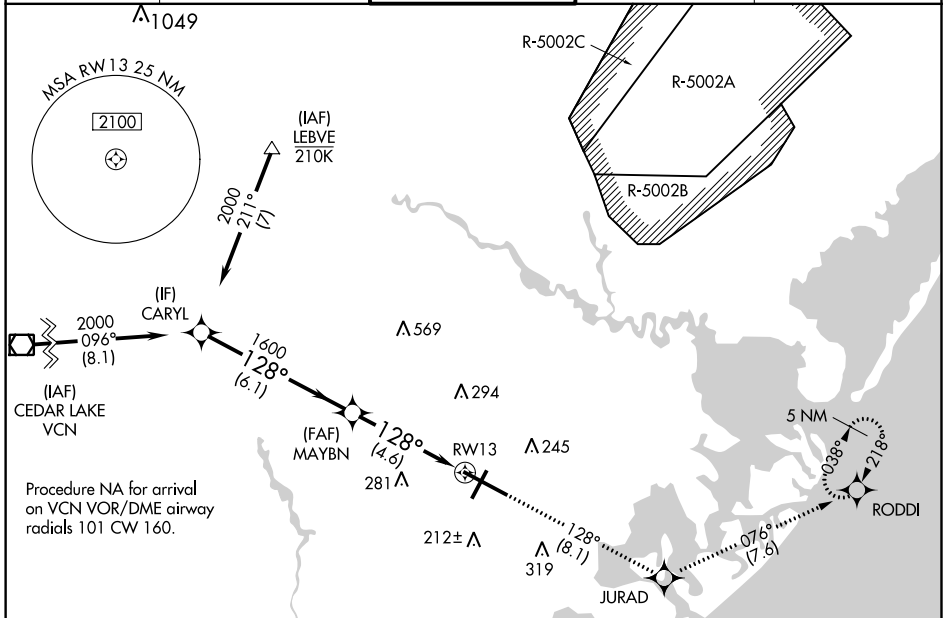 1049
MSA RW 13 25 NM
2100
(IAF)
LEBVE
210K
2000
211°
(7)
R-5002C
R-5002A
R-5002B
(IF)
CARYL
2000
096°
(8.1)
(IAF)
CEDAR LAKE
VCN
1600
128°
(6.1)
569
294
(FAF)
MAYBN
128°
(4.6)
RW13
245
281
212±
319
128°
(8.1)
JURAD
076°
(7.6)
5 NM
038°
218°
RODDI
Procedure NA for arrival
on VCN VOR/DME airway
radials 101 CW 160.